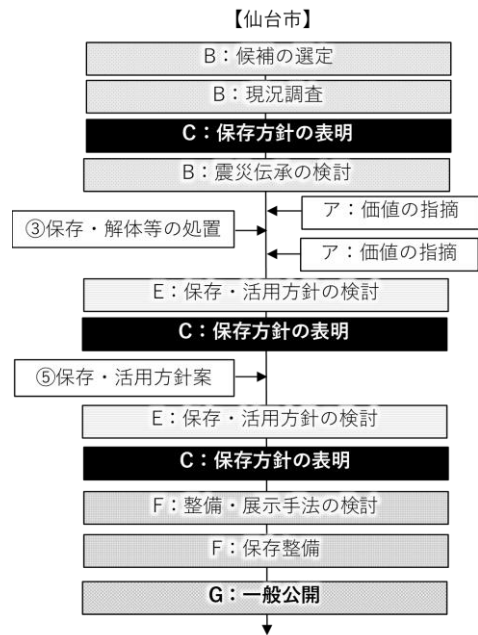 【仙台市】
B：候補の選定
B：現況調査
C：保存方針の表明
B：震災伝承の検討
ア：価値の指摘
③保存・解体等の処置
ア：価値の指摘
E：保存・活用方針の検討
C：保存方針の表明
⑤保存・活用方針案
E：保存・活用方針の検討
C：保存方針の表明
F：整備・展示手法の検討
F：保存整備
G：一般公開